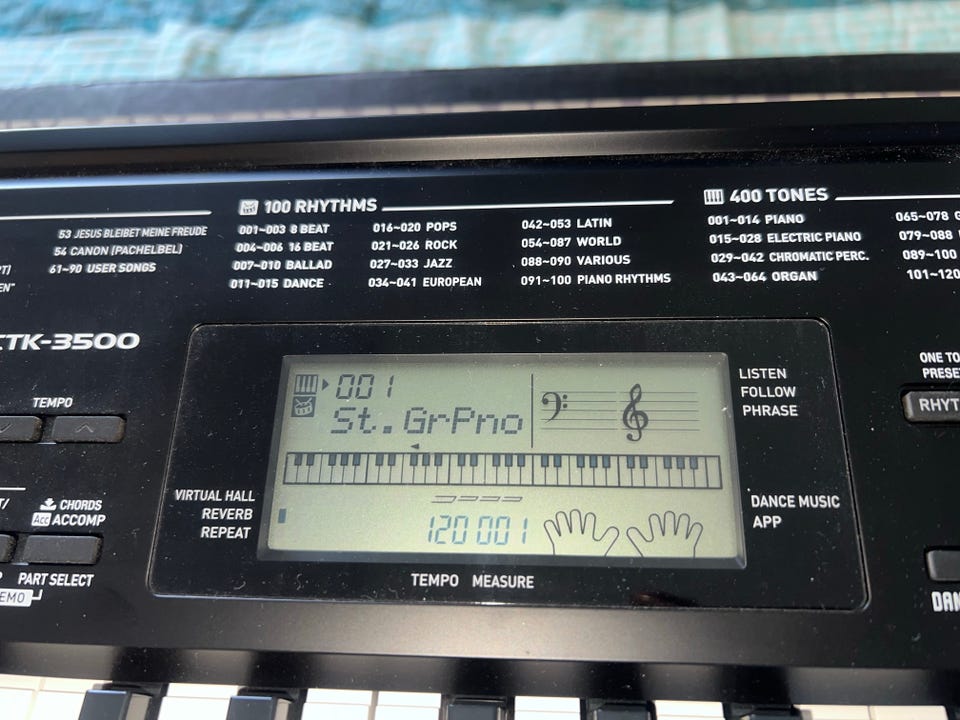 53 JESUS BLEIBET MEINE FREUDE
54 CANON (PACHELBEL)
61-90 USER SONGS
100 RHYTHMS
001~003 8 BEAT
004~006 16 BEAT
007~010 BALLAD
011~015 DANCE
016~020 POPS
021~026 ROCK
027~033 JAZZ
034~041 EUROPEAN
042~053 LATIN
054~087 WORLD
088~090 VARIOUS
091~100 PIANO RHYTHMS
400 TONES
001~014 PIANO
015~028 ELECTRIC PIANO
029~042 CHROMATIC PERC.
043~064 ORGAN
065~078 G
079~088
089~100
101~120
CTK-3500
TEMPO
CHORDS
Acc ACCOMP
PART SELECT
VIRTUAL HALL
REVERB
REPEAT
001
St.GrPno
120 001
TEMPO MEASURE
LISTEN
FOLLOW
PHRASE
DANCE MUSIC
APP
ONE TO
PRESE
RHYT
DAN